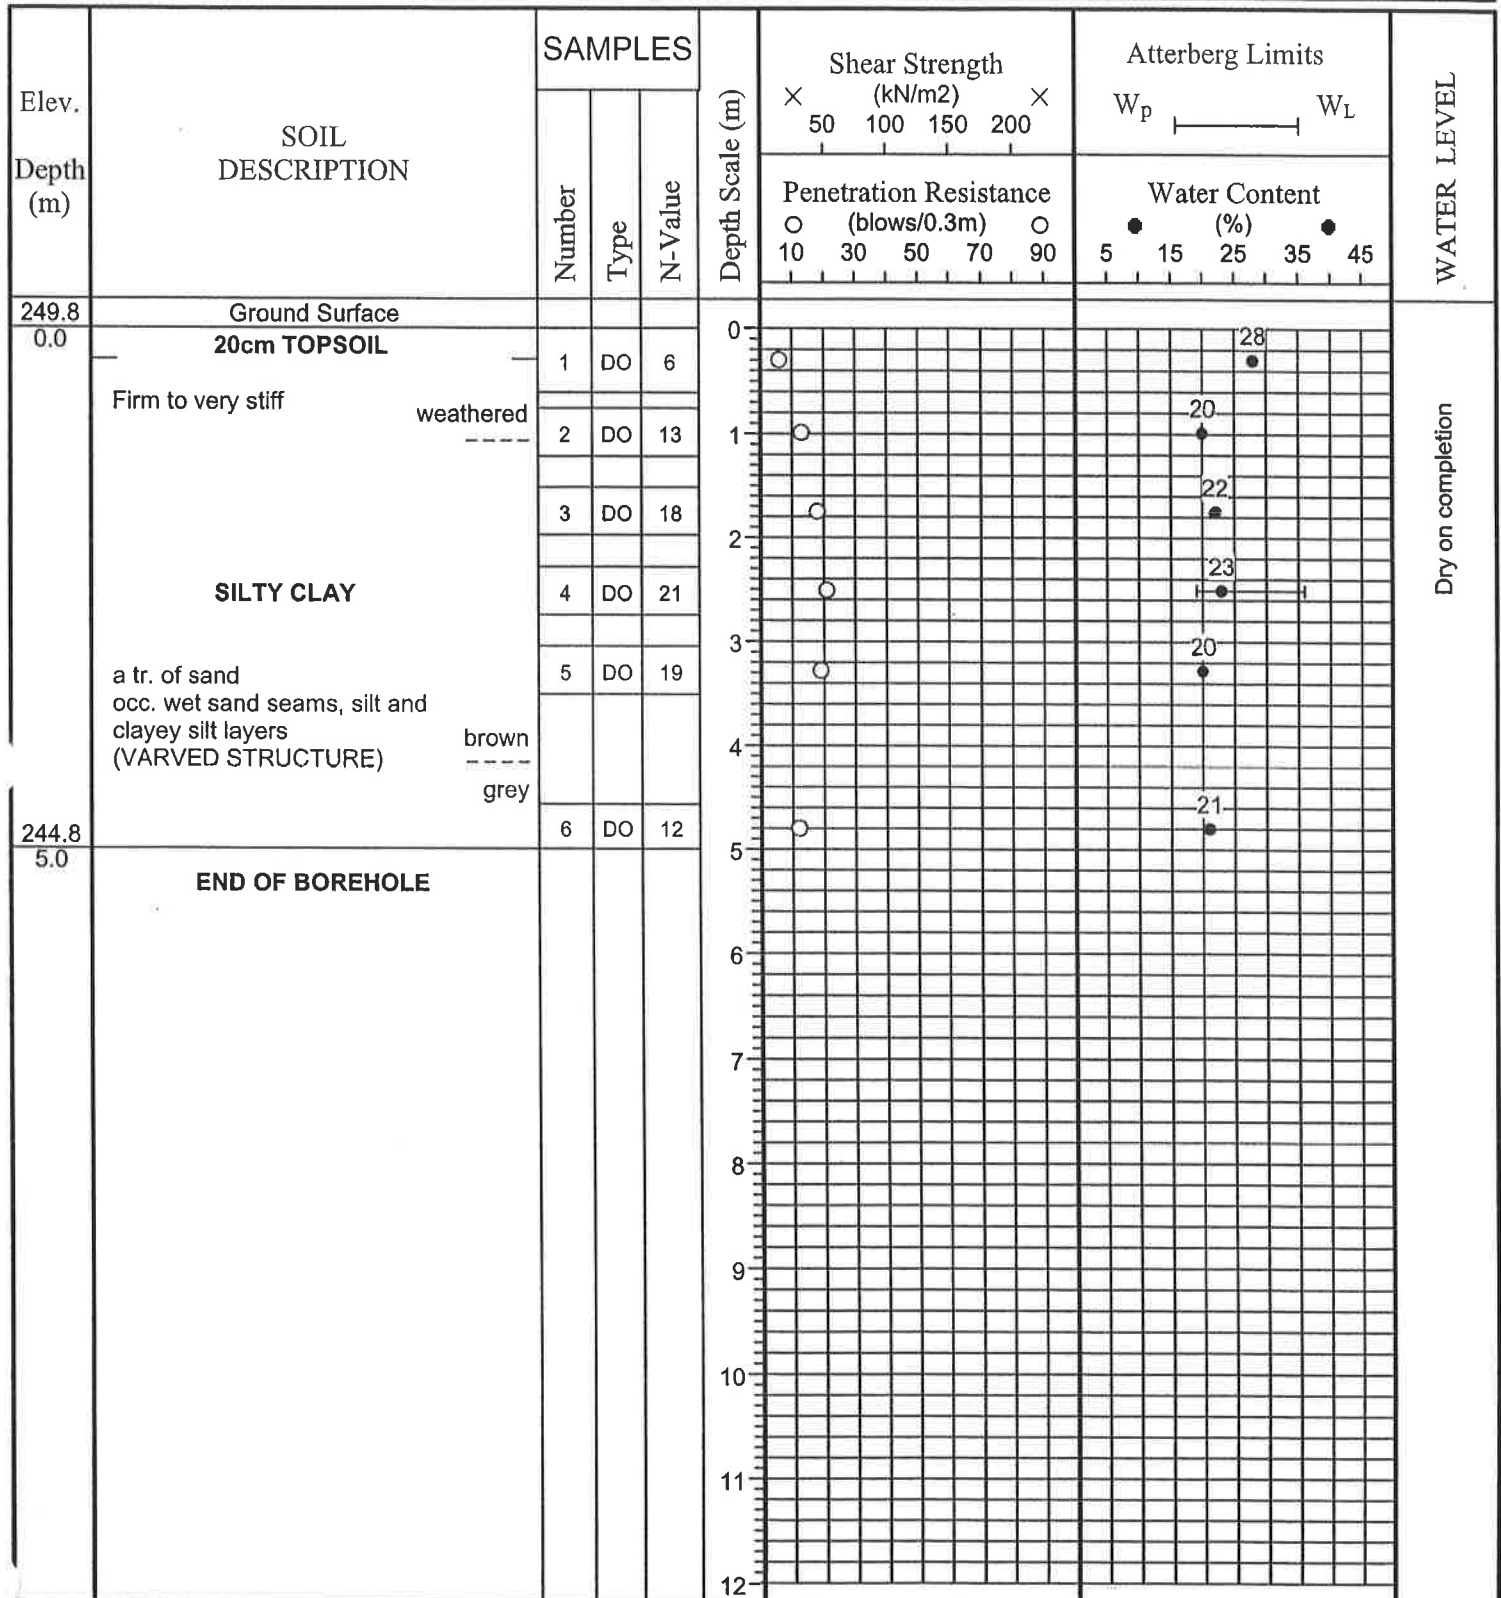 SAMPLES
Elev.
Depth
(m)
SOIL
DESCRIPTION
Number
Type
N-Value
Depth Scale (m)
Shear Strength
× (kN/m2) ×
50 100 150 200
Penetration Resistance
○ (blows/0.3m) ○
10 30 50 70 90
Atterberg Limits
Wp WL
Water Content
● (%) ●
5 15 25 35 45
WATER LEVEL
249.8 Ground Surface
0.0 20cm TOPSOIL
1 DO 6
0
28
Firm to very stiff
weathered
2 DO 13
1
20
3 DO 18
22
2
SILTY CLAY
4 DO 21
23
3
20
a tr. of sand
5 DO 19
occ. wet sand seams, silt and
clayey silt layers
brown
(VARVED STRUCTURE)
4
grey
21
244.8
6 DO 12
5.0
5
END OF BOREHOLE
6
7
8
9
10
11
12
Dry on completion